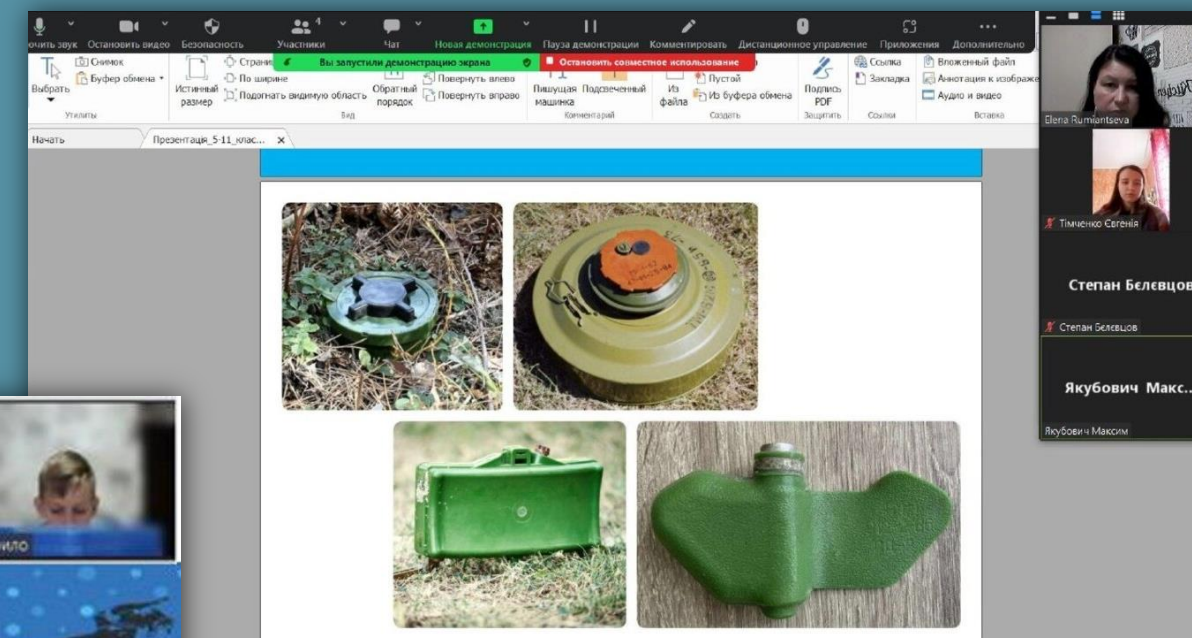 4
очить звук Остановить видео Безопасность Участники Чат Новая демонстрация Пауза демонстрации Комментировать Дистанционное управление Приложения Дополнительно
Вы запустили демонстрацию экрана Остановить совместное использование
Выбрать
Снимок
Буфер обмена
Утилиты
Истинный размер
Страни
По ширине
Подогнать видимую область
Обратный порядок
Повернуть влево
Повернуть вправо
Вид
Пишущая машинка
Подсвеченный
Комментарий
Из файла
Пустой
Из буфера обмена
Создать
Подпись PDF
Защитить
Ссылка
Закладка
Ссылки
Вложенный файл
Аннотация к изображе
Аудио и видео
Вставка
Начать
Презентація_5-11_клас...
Elena Rumiantseva
Тімченко Євгенія
Степан Бєлєвцов
Степан Бєлєвцов
Якубович Макс...
Якубович Максим
ило